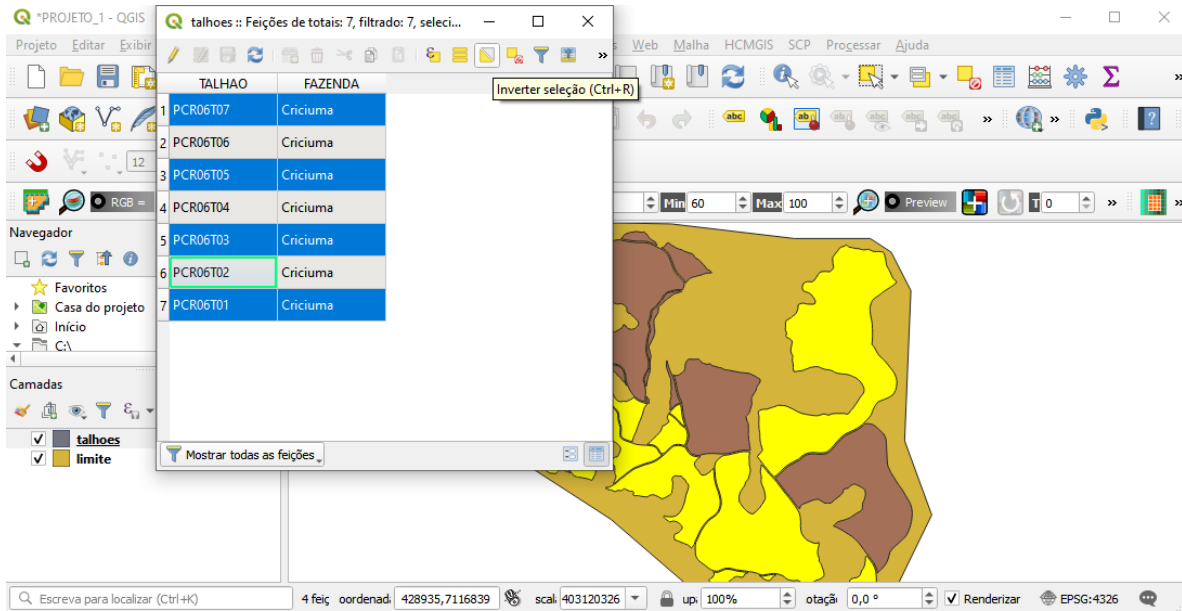 *PROJETO_1 - QGIS
talhoes :: Feições de totais: 7, filtrado: 7, seleci...
Projeto Editar Exibir
Web Malha HCMGIS SCP Processar Ajuda
TALHAO FAZENDA
Inverter seleção (Ctrl+R)
1 PCR06T07 Criciuma
2 PCR06T06 Criciuma
3 PCR06T05 Criciuma
4 PCR06T04 Criciuma
5 PCR06T03 Criciuma
6 PCR06T02 Criciuma
7 PCR06T01 Criciuma
abc
12
RGB =
Min 60 Max 100 Preview T 0
Navegador
Favoritos
Casa do projeto
Início
C:\
Camadas
talhoes
limite
Mostrar todas as feições
Escreva para localizar (Ctrl+K) 4 feiç oordenad 428935,7116839 scal 403120326 up: 100% otaçã 0,0 ° Renderizar EPSG:4326